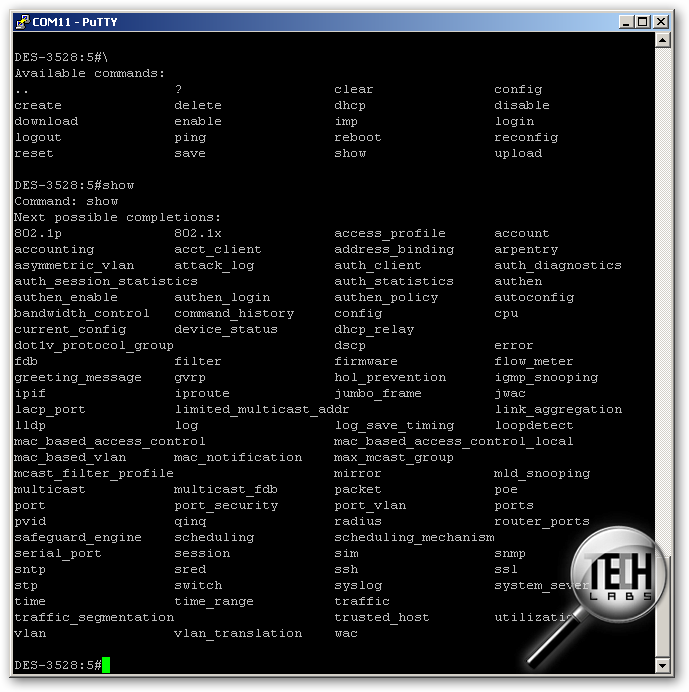 COM11 - PuTTY
DES-3528:5#\
Available commands:
.. ? clear config
create delete dhcp disable
download enable imp login
logout ping reboot reconfig
reset save show upload
DES-3528:5#show
Command: show
Next possible completions:
802.1p 802.1x access_profile account
accounting acct_client address_binding arpentry
asymmetric_vlan attack_log auth_client auth_diagnostics
auth_session_statistics auth_statistics authen
authen_enable authen_login authen_policy autoconfig
bandwidth_control command_history config cpu
current_config device_status dhcp_relay
dot1v_protocol_group dscp error
fdb filter firmware flow_meter
greeting_message gvrp hol_prevention igmp_snooping
ipif iproute jumbo_frame jwac
lacp_port limited_multicast_addr link_aggregation
lldp log log_save_timing loopdetect
mac_based_access_control mac_based_access_control_local
mac_based_vlan mac_notification max_mcast_group
mcast_filter_profile mirror mld_snooping
multicast multicast_fdb packet poe
port port_security port_vlan ports
pvid qinq radius router_ports
safeguard_engine scheduling scheduling_mechanism
serial_port session sim snmp
sntp sred ssh ssl
stp switch syslog
time time_range traffic
traffic_segmentation trusted_host
vlan vlan_translation wac
DES-3528:5#
TECH
LABS